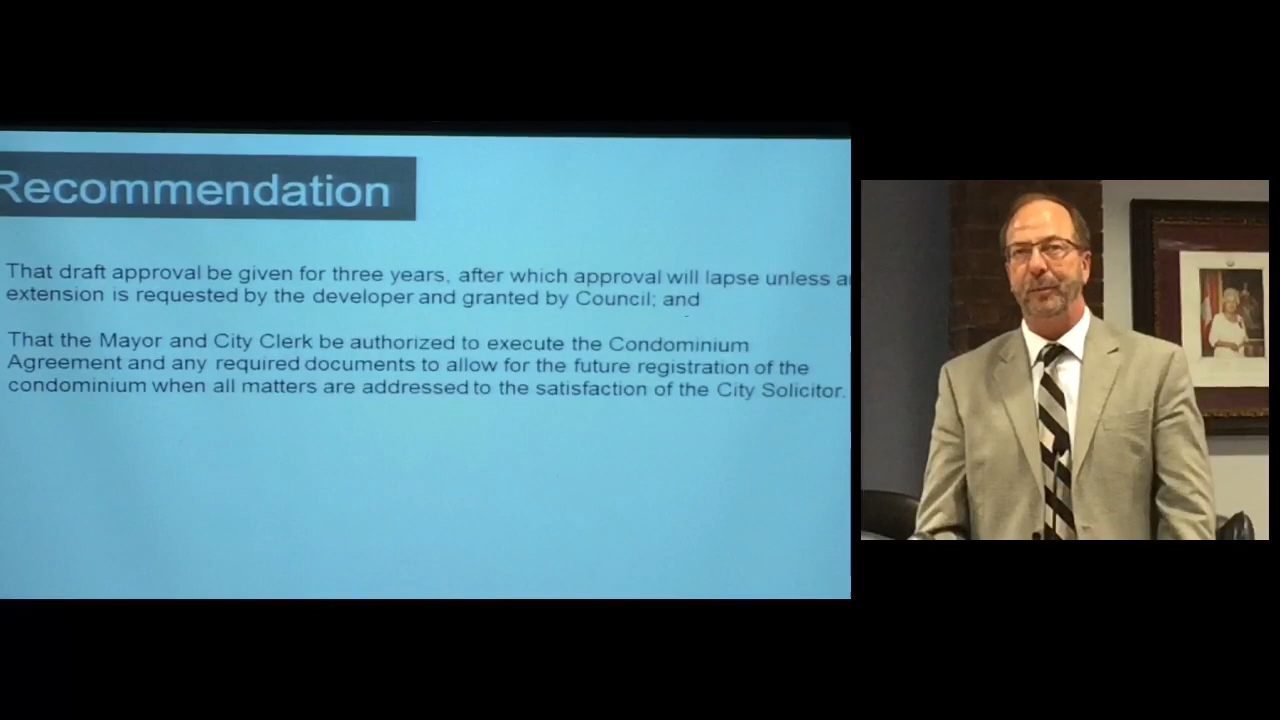 Recommendation
That draft approval be given for three years, after which approval will lapse unless
extension is requested by the developer and granted by Council; and
That the Mayor and City Clerk be authorized to execute the Condominium
Agreement and any required documents to allow for the future registration of the
condominium when all matters are addressed to the satisfaction of the City Solicitor.